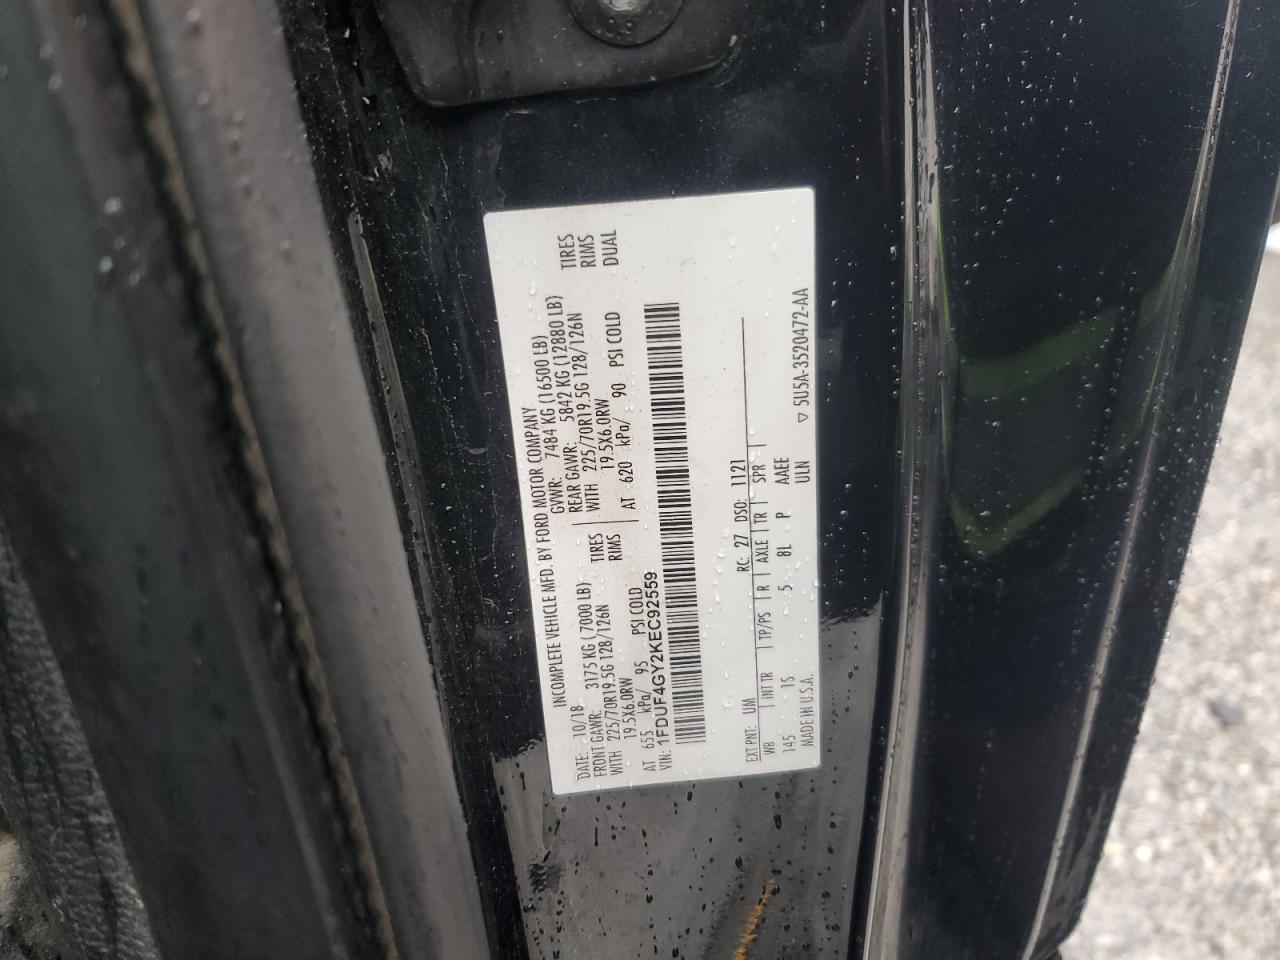 INCOMPLETE VEHICLE MFD. BY FORD MOTOR COMPANY
DATE: 10/18 GVWR: 7484 KG (16500 LB)
FRONT GAWR: 3175 KG ( 7000 LB) REAR GAWR: 5842 KG (12880 LB)
WITH 225/70R19.5G 128/126N TIRES WITH 225/70R19.5G 128/126N TIRES
19.5X6.0RW RIMS 19.5X6.0RW RIMS
AT 655 kPa/ 95 PSI COLD AT 620 kPa/ 90 PSI COLD DUAL
VIN: 1FDUF4GY2KEC92559
EXT PNT: UM RC: 27 DSO: 1121
WB INT TR TP/PS R AXLE TR SPR
145 1S 5 8L P AAEE
MADE IN U.S.A. ULN
▽ 5U5A-3520472-AA